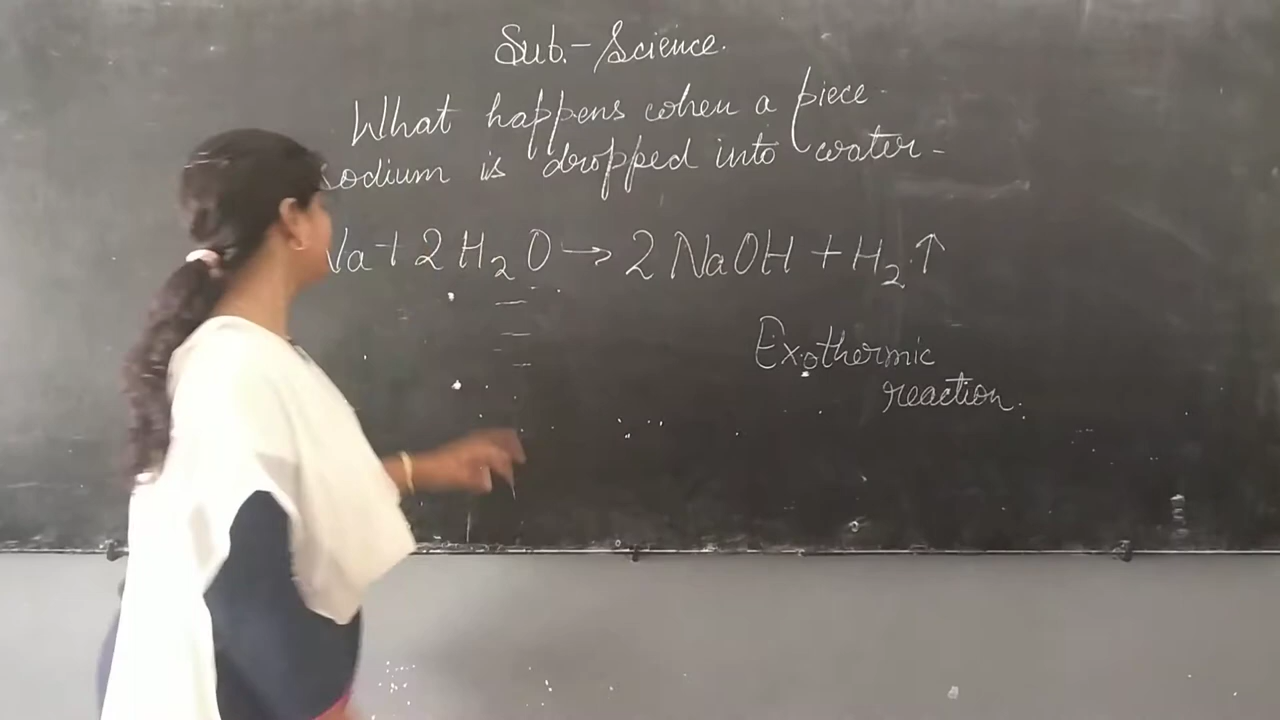 Sub.- Science.
What happens when a piece
sodium is dropped into water-
Na + 2H₂O → 2NaOH + H₂↑
Exothermic
reaction.